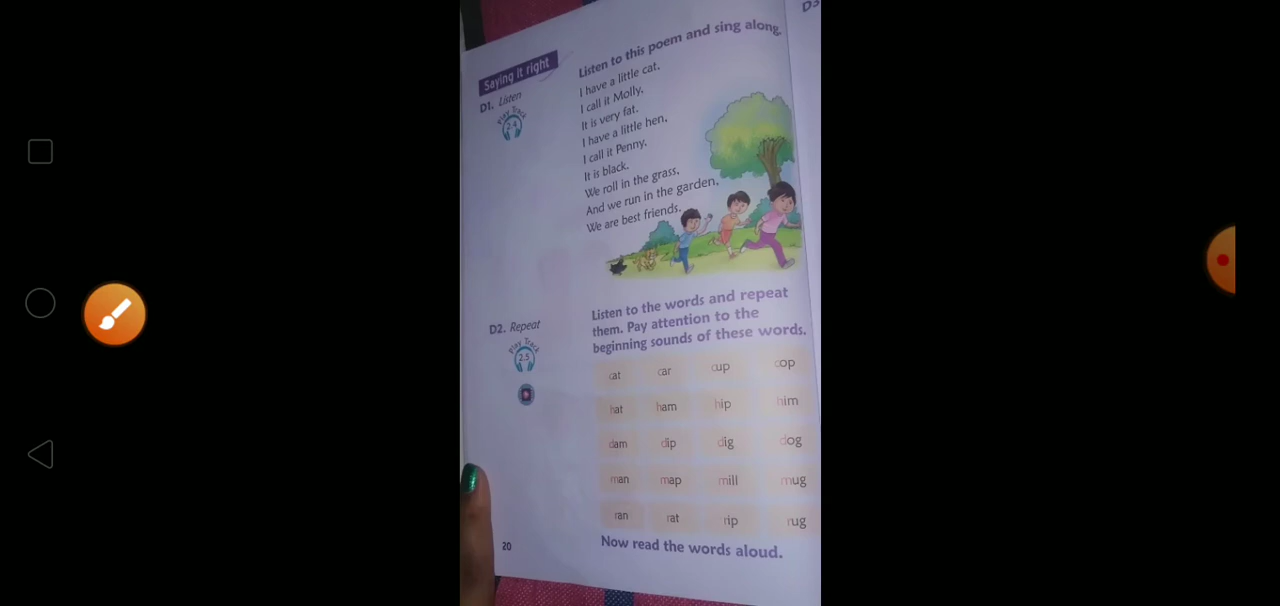 D3
Saying It right
D1. Listen
Play Track
2.4
Listen to this poem and sing along.
I have a little cat.
I call it Molly.
It is very fat.
I have a little hen.
I call it Penny.
It is black.
We roll in the grass.
And we run in the garden,
We are best friends.
D2. Repeat
Play Track
2.5
Listen to the words and repeat
them. Pay attention to the
beginning sounds of these words.
cat car cup cop
hat ham hip him
dam dip dig dog
man map mill mug
ran rat rip rug
Now read the words aloud.
20